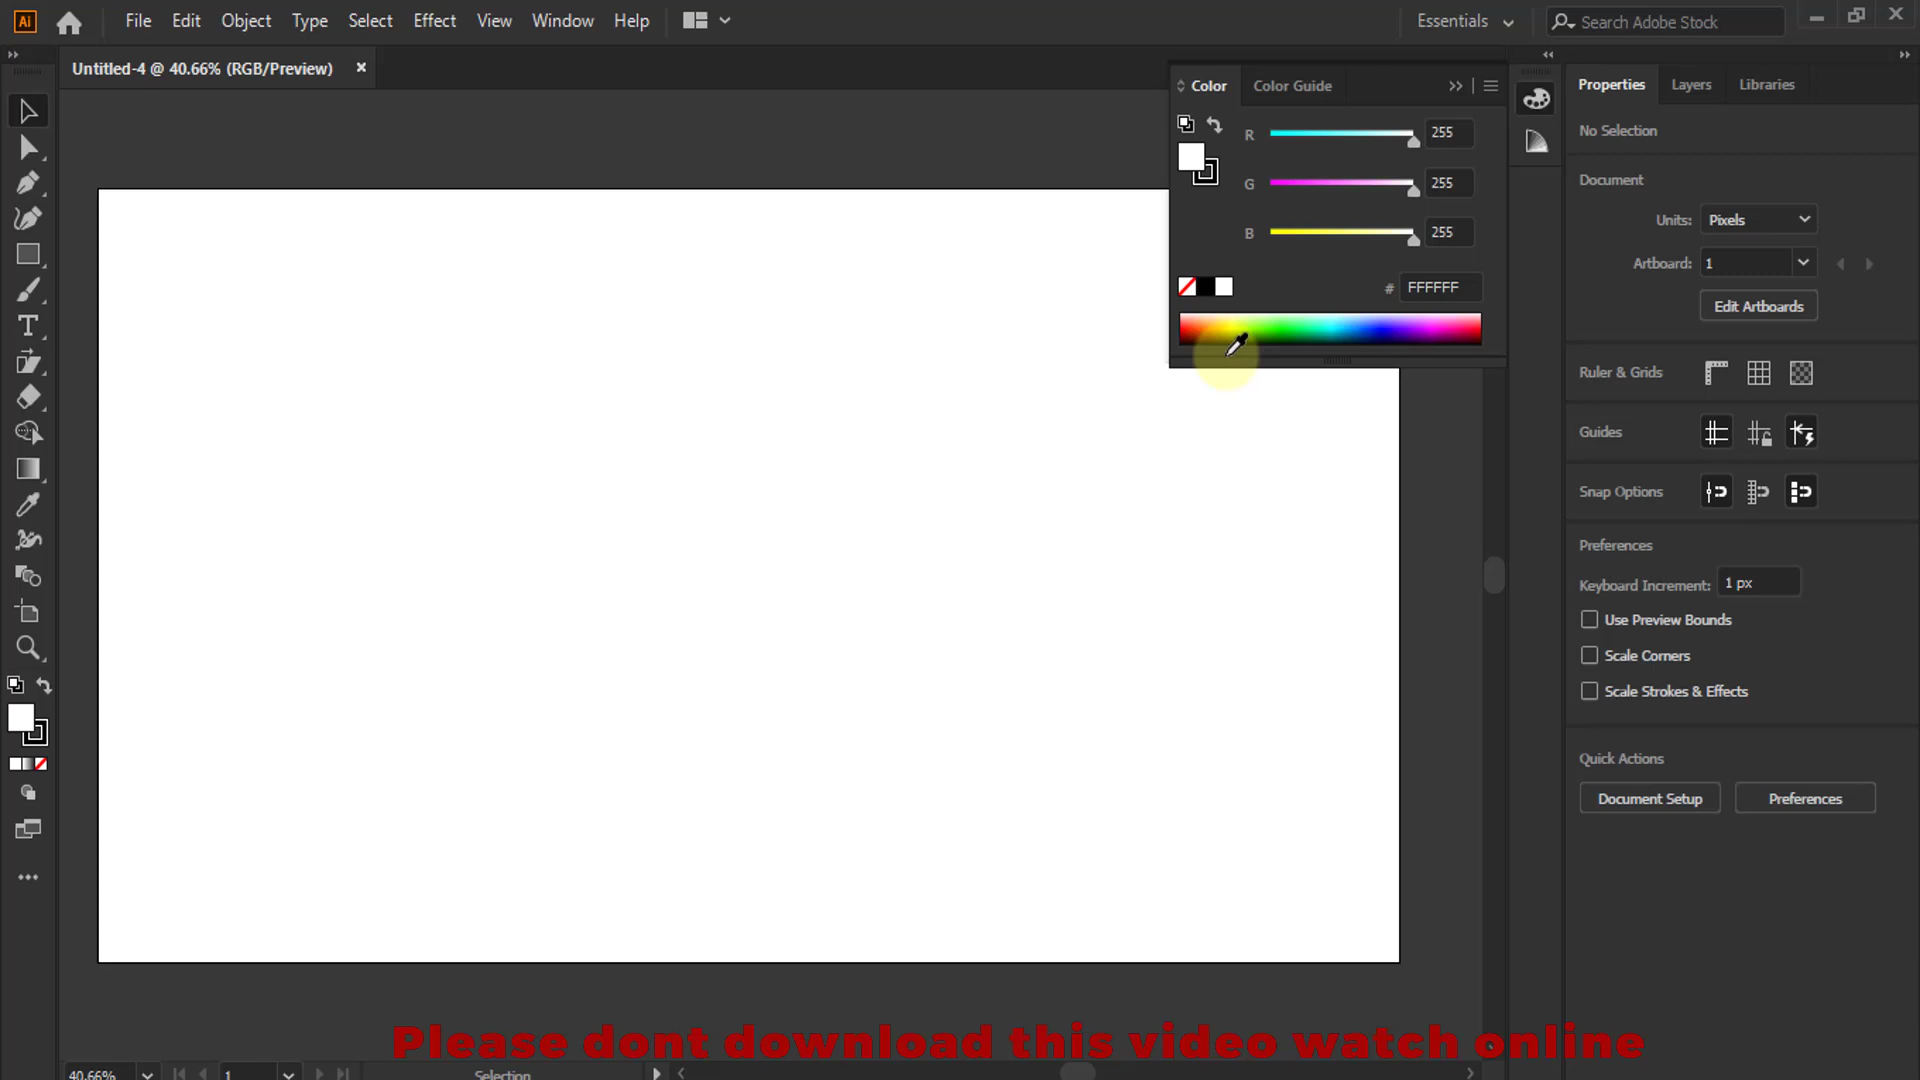 Ai File Edit Object Type Select Effect View Window Help Essentials Search Adobe Stock
Untitled-4 @ 40.66% (RGB/Preview) ×
Color Color Guide
R 255
G 255
B 255
# FFFFFF
Properties Layers Libraries
No Selection
Document
Units: Pixels
Artboard: 1
Edit Artboards
Ruler & Grids
Guides
Snap Options
Preferences
Keyboard Increment: 1 px
Use Preview Bounds
Scale Corners
Scale Strokes & Effects
Quick Actions
Document Setup Preferences
Please dont download this video watch online
40.66% 1 Selection